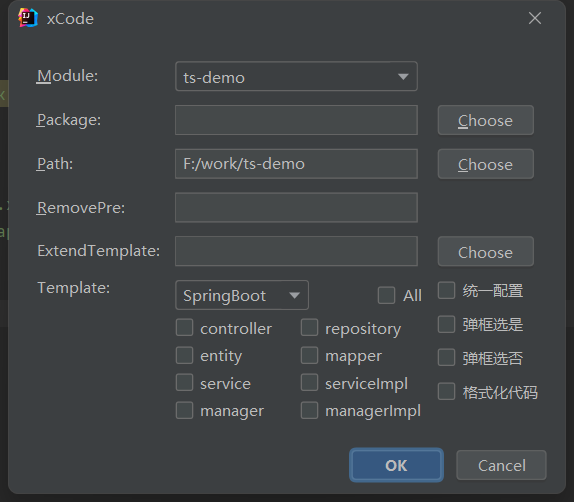 xCode
Module: ts-demo
Package: Choose
Path: F:/work/ts-demo Choose
RemovePre:
ExtendTemplate: Choose
Template: SpringBoot All 统一配置
controller repository 弹框选是
entity mapper 弹框选否
service serviceImpl 格式化代码
manager managerImpl
OK Cancel